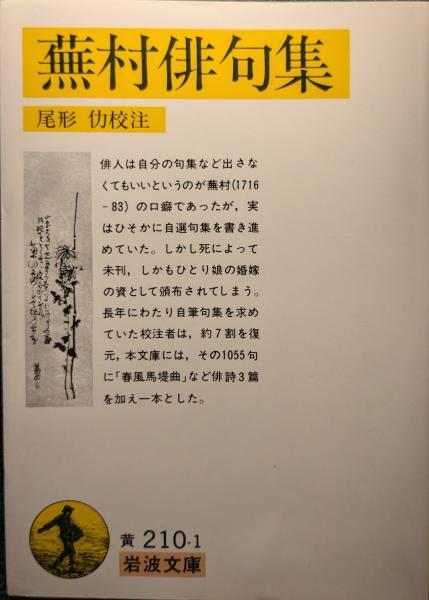 蕪村俳句集
尾形 仂校注
俳人は自分の句集など出さな
くてもいいというのが蕪村(1716
-83)の口癖であったが,実
はひそかに自選句集を書き進
めていた。しかし死によって
未刊,しかもひとり娘の婚嫁
の資として頒布されてしまう。
長年にわたり自筆句集を求め
ていた校注者は,約7割を復
元,本文庫には,その1055句
に「春風馬堤曲」など俳詩3篇
を加え一本とした。
黄 210-1
岩波文庫